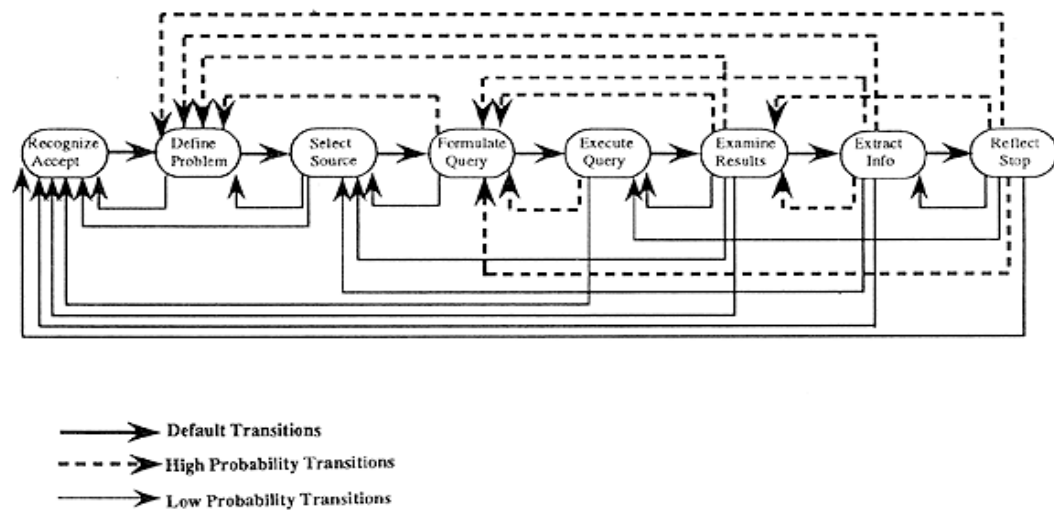 Recognize
Accept
Define
Problem
Select
Source
Formulate
Query
Execute
Query
Examine
Results
Extract
Info
Reflect
Stop
Default Transitions
High Probability Transitions
Low Probability Transitions